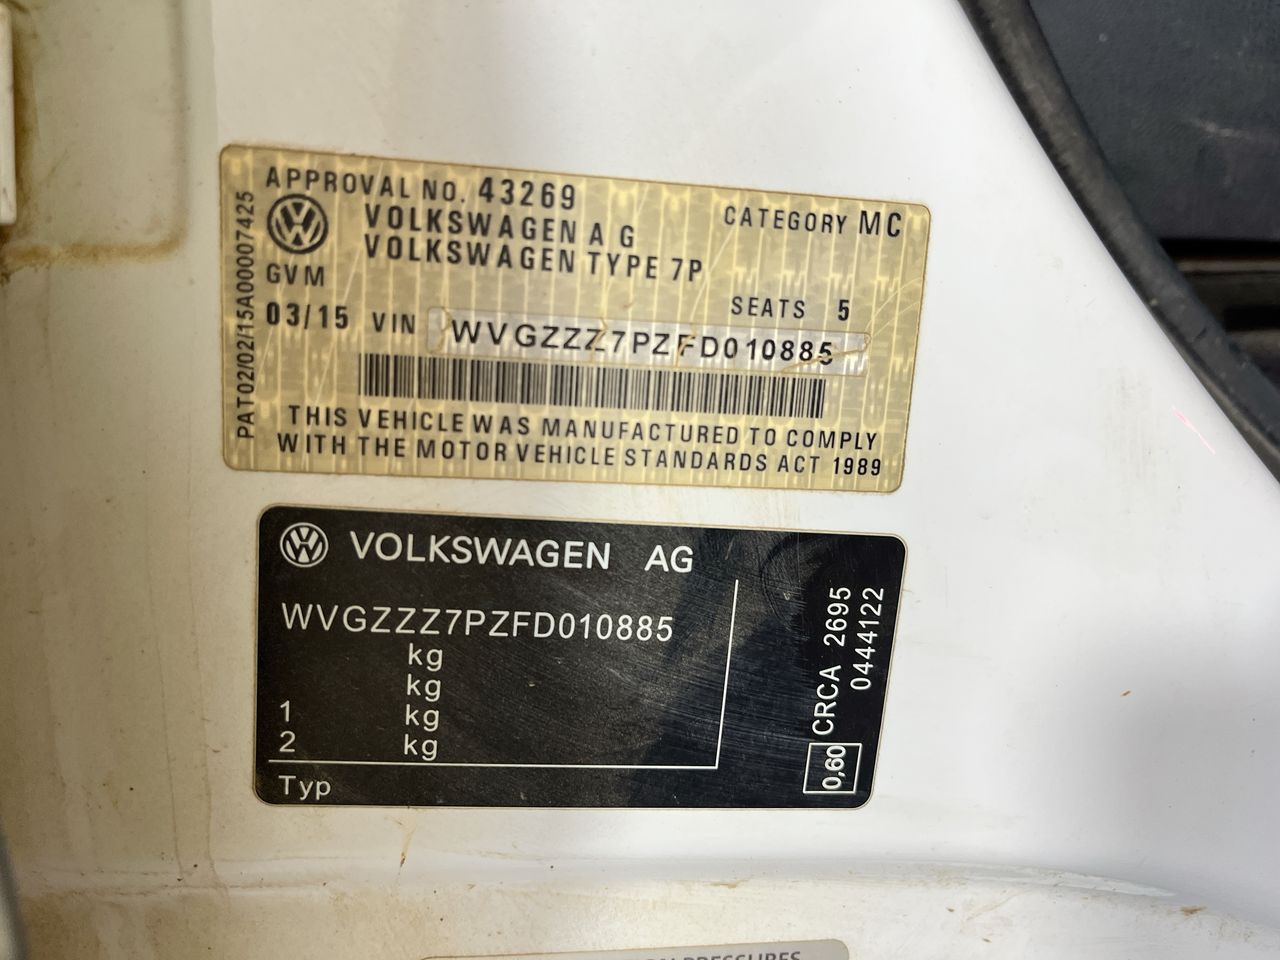 APPROVAL NO. 43269
CATEGORY MC
VOLKSWAGEN A G
VOLKSWAGEN TYPE 7P
GVM
SEATS 5
03/15 VIN WVGZZZ7PZFD010885
THIS VEHICLE WAS MANUFACTURED TO COMPLY
WITH THE MOTOR VEHICLE STANDARDS ACT 1989
PAT02/02/15A00007425
VOLKSWAGEN AG
WVGZZZ7PZFD010885
kg
kg
1 kg
2 kg
Typ
0,60 CRCA 2695
0444122
PRESSURES